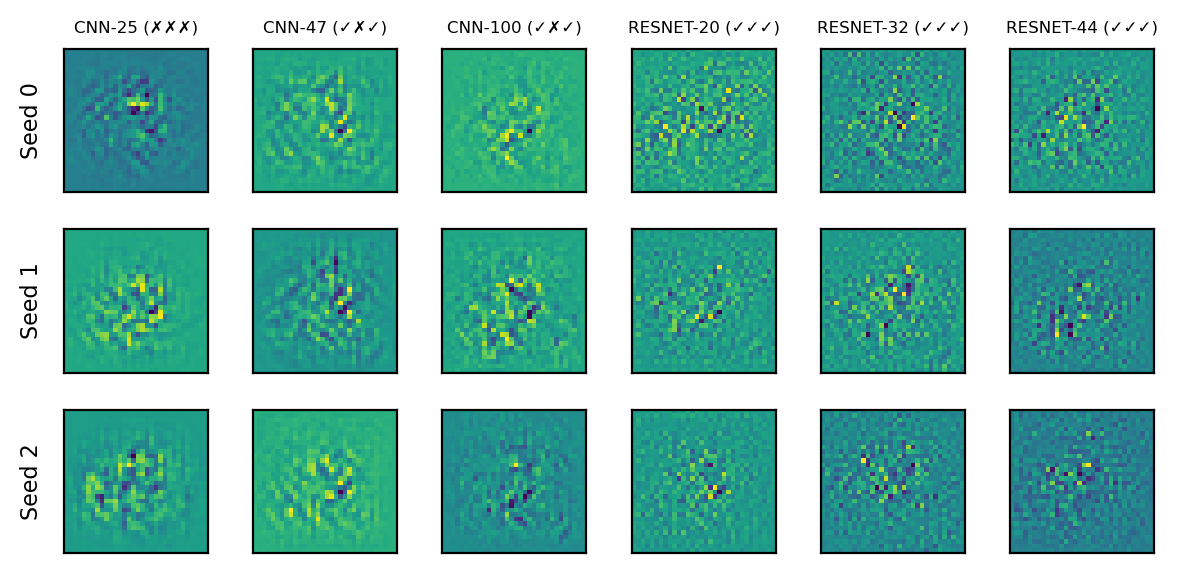 CNN-25 (✗✗✗) CNN-47 (✓✗✓) CNN-100 (✓✗✓) RESNET-20 (✓✓✓) RESNET-32 (✓✓✓) RESNET-44 (✓✓✓)
Seed 0
Seed 1
Seed 2